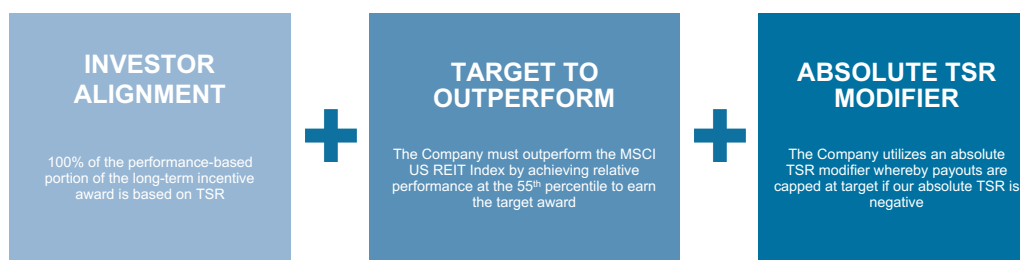 INVESTOR
ALIGNMENT
100% of the performance-based
portion of the long-term incentive
award is based on TSR
TARGET TO
OUTPERFORM
The Company must outperform the MSCI
US REIT Index by achieving relative
performance at the 55th percentile to earn
the target award
ABSOLUTE TSR
MODIFIER
The Company utilizes an absolute
TSR modifier whereby payouts are
capped at target if our absolute TSR is
negative